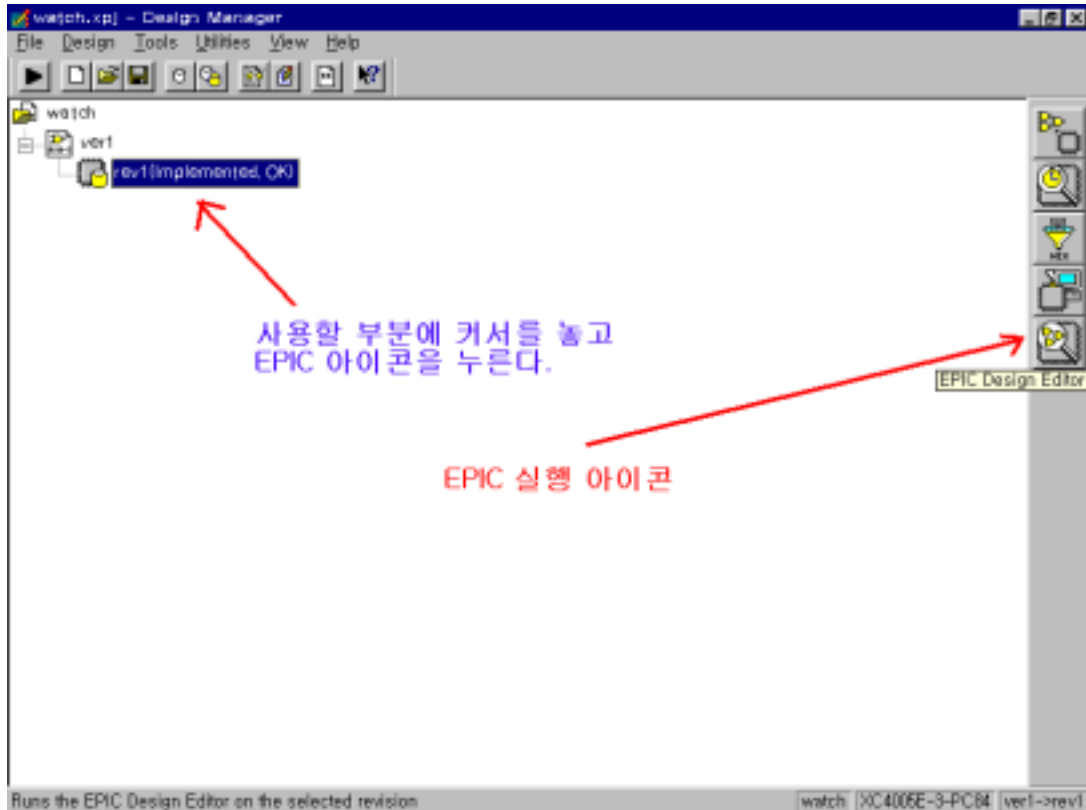 watch.xpj - Design Manager
File Design Tools Utilities View Help
watch
ver1
rev1(Implemented, OK)
사용할 부분에 커서를 놓고
EPIC 아이콘을 누른다.
HEX
EPIC Design Editor
EPIC 실행 아이콘
Runs the EPIC Design Editor on the selected revision
watch XC4005E-3-PC84 ver1->rev1